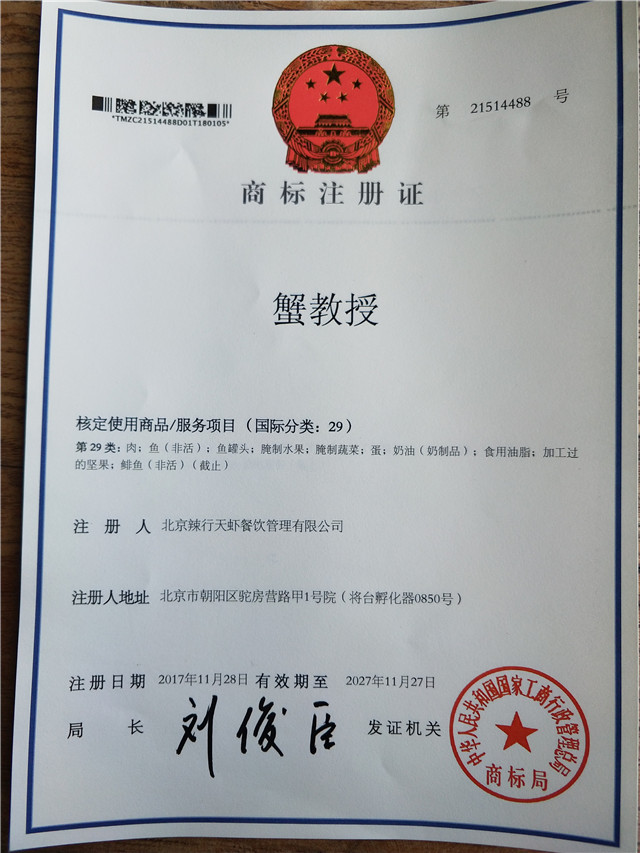 *TMZC21514488D01T180105*
第 21514488 号
商标注册证
蟹教授
核定使用商品/服务项目（国际分类：29）
第29类：肉；鱼（非活）；鱼罐头；腌制水果；腌制蔬菜；蛋；奶油（奶制品）；食用油脂；加工过
的坚果；鲱鱼（非活）（截止）
注 册 人 北京辣行天虾餐饮管理有限公司
注册人地址 北京市朝阳区驼房营路甲1号院（将台孵化器0850号）
注册日期 2017年11月28日 有效期至 2027年11月27日
局 长 刘俊臣 发证机关
中华人民共和国国家工商行政管理总局
商标局